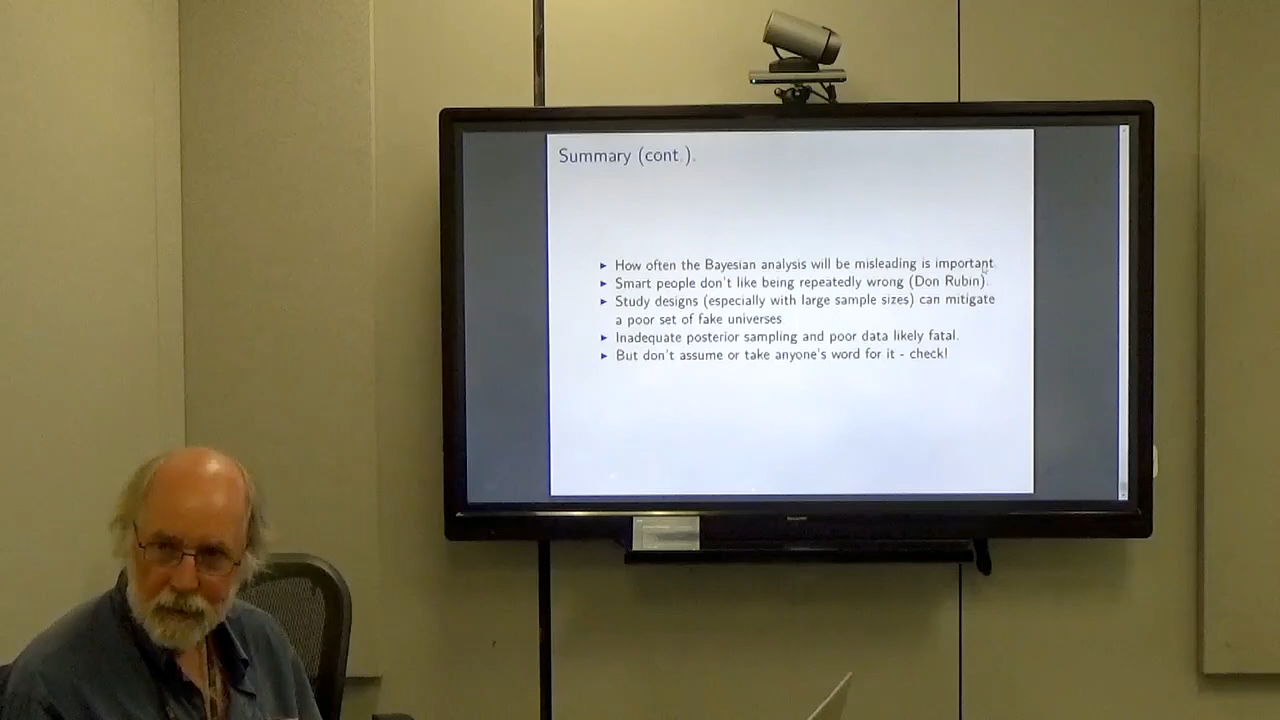 Summary (cont.).
► How often the Bayesian analysis will be misleading is important.
► Smart people don't like being repeatedly wrong (Don Rubin).
► Study designs (especially with large sample sizes) can mitigate
a poor set of fake universes
► Inadequate posterior sampling and poor data likely fatal.
► But don't assume or take anyone's word for it - check!